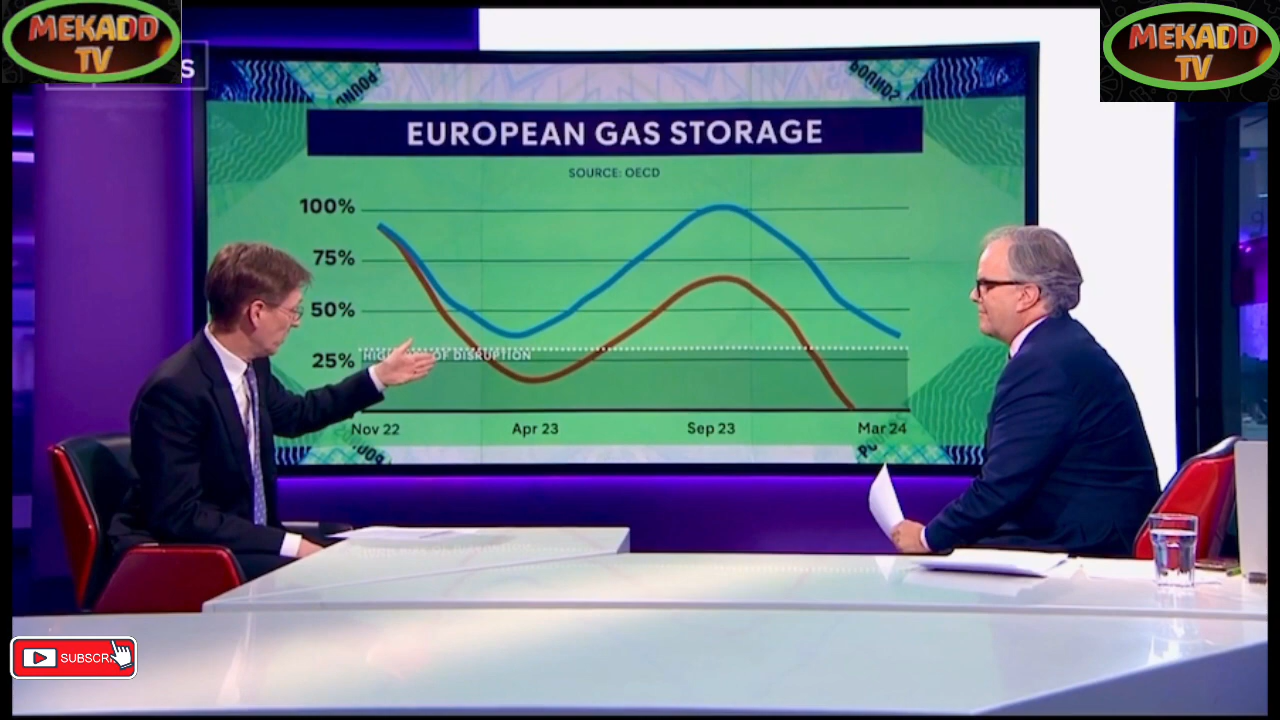 MEKADD
TV
MEKADD
TV
S
EUROPEAN GAS STORAGE
SOURCE: OECD
100%
75%
50%
25%
OF DISRUPTION
Nov 22
Apr 23
Sep 23
Mar 24
SUBSCR